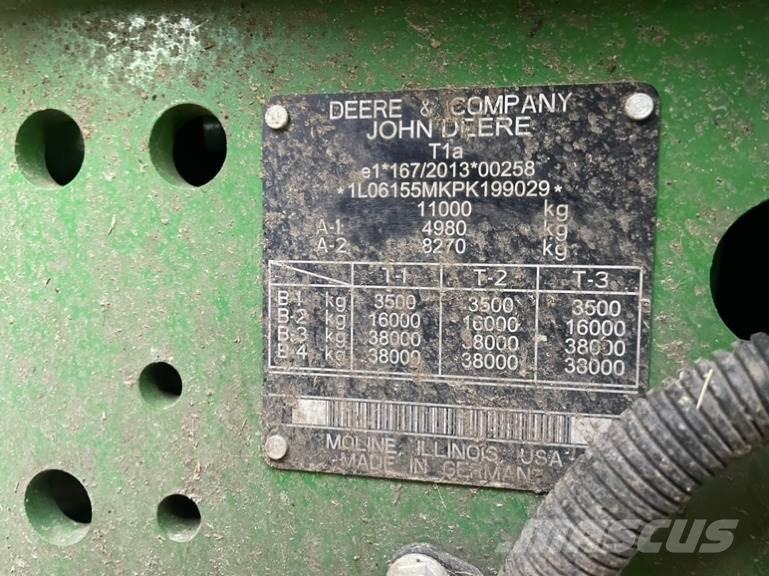 DEERE & COMPANY
JOHN DEERE
T1a
e1*167/2013*00258
*1L06155MKPK199029*
11000 kg
A-1 4980 kg
A-2 8270 kg
T-1 T-2 T-3
B-1 kg 3500 3500 3500
B-2 kg 16000 16000 16000
B-3 kg 38000 38000 38000
B-4 kg 38000 38000 38000
MOLINE, ILLINOIS, USA
MADE IN GERMANY
MASCUS